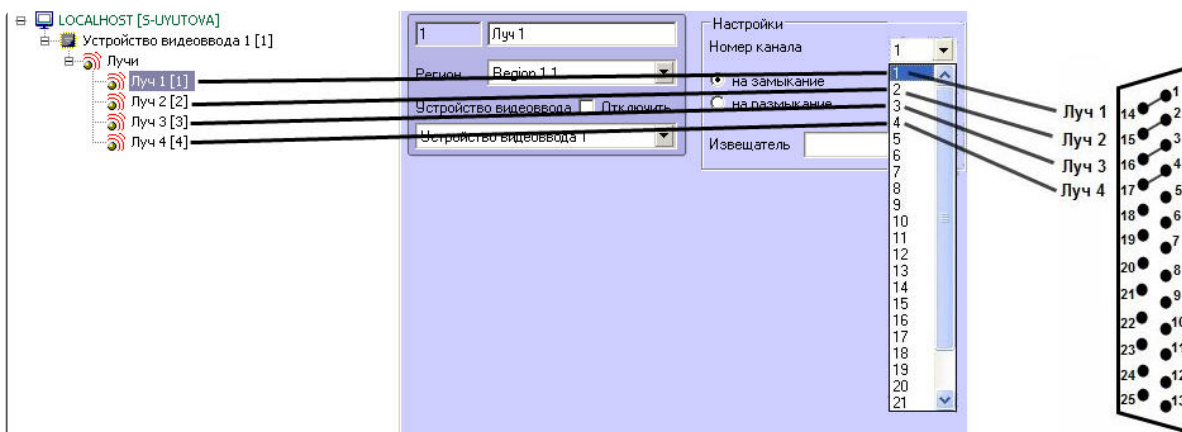 LOCALHOST [S-UYUTOVA]
Устройство видеоввода 1 [1]
Лучи
Луч 1 [1]
Луч 2 [2]
Луч 3 [3]
Луч 4 [4]
1
Луч 1
Регион
Region 1.1
Устройство видеоввода
Отключить
Устройство видеоввода 1
Настройки
Номер канала
1
на замыкание
на размыкание
Извещатель
1
2
3
4
5
6
7
8
9
10
11
12
13
14
15
16
17
18
19
20
21
Луч 1
Луч 2
Луч 3
Луч 4
14
15
16
17
18
19
20
21
22
23
24
25
1
2
3
4
5
6
7
8
9
10
11
12
13